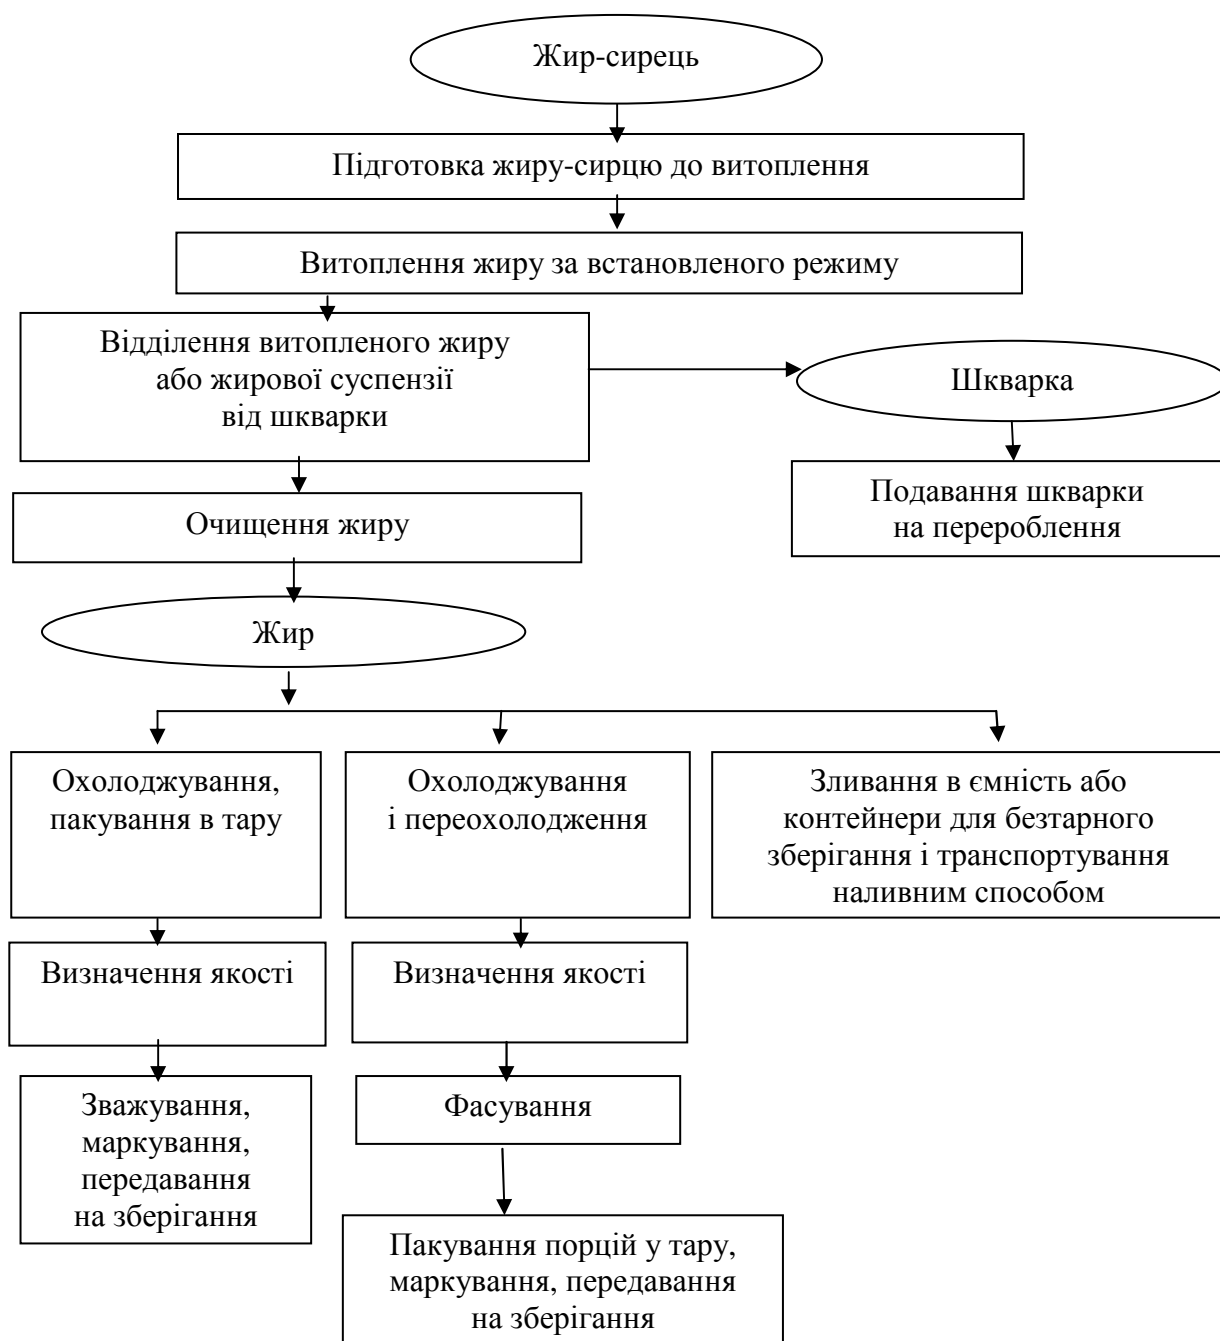 Жир-сирець
Підготовка жиру-сирцю до витоплення
Витоплення жиру за встановленого режиму
Відділення витопленого жиру
або жирової суспензії
від шкварки
Шкварка
Подавання шкварки
на перероблення
Очищення жиру
Жир
Охолоджування,
пакування в тару
Охолоджування
і переохолодження
Зливання в ємність або
контейнери для безтарного
зберігання і транспортування
наливним способом
Визначення якості
Визначення якості
Зважування,
маркування,
передавання
на зберігання
Фасування
Пакування порцій у тару,
маркування, передавання
на зберігання